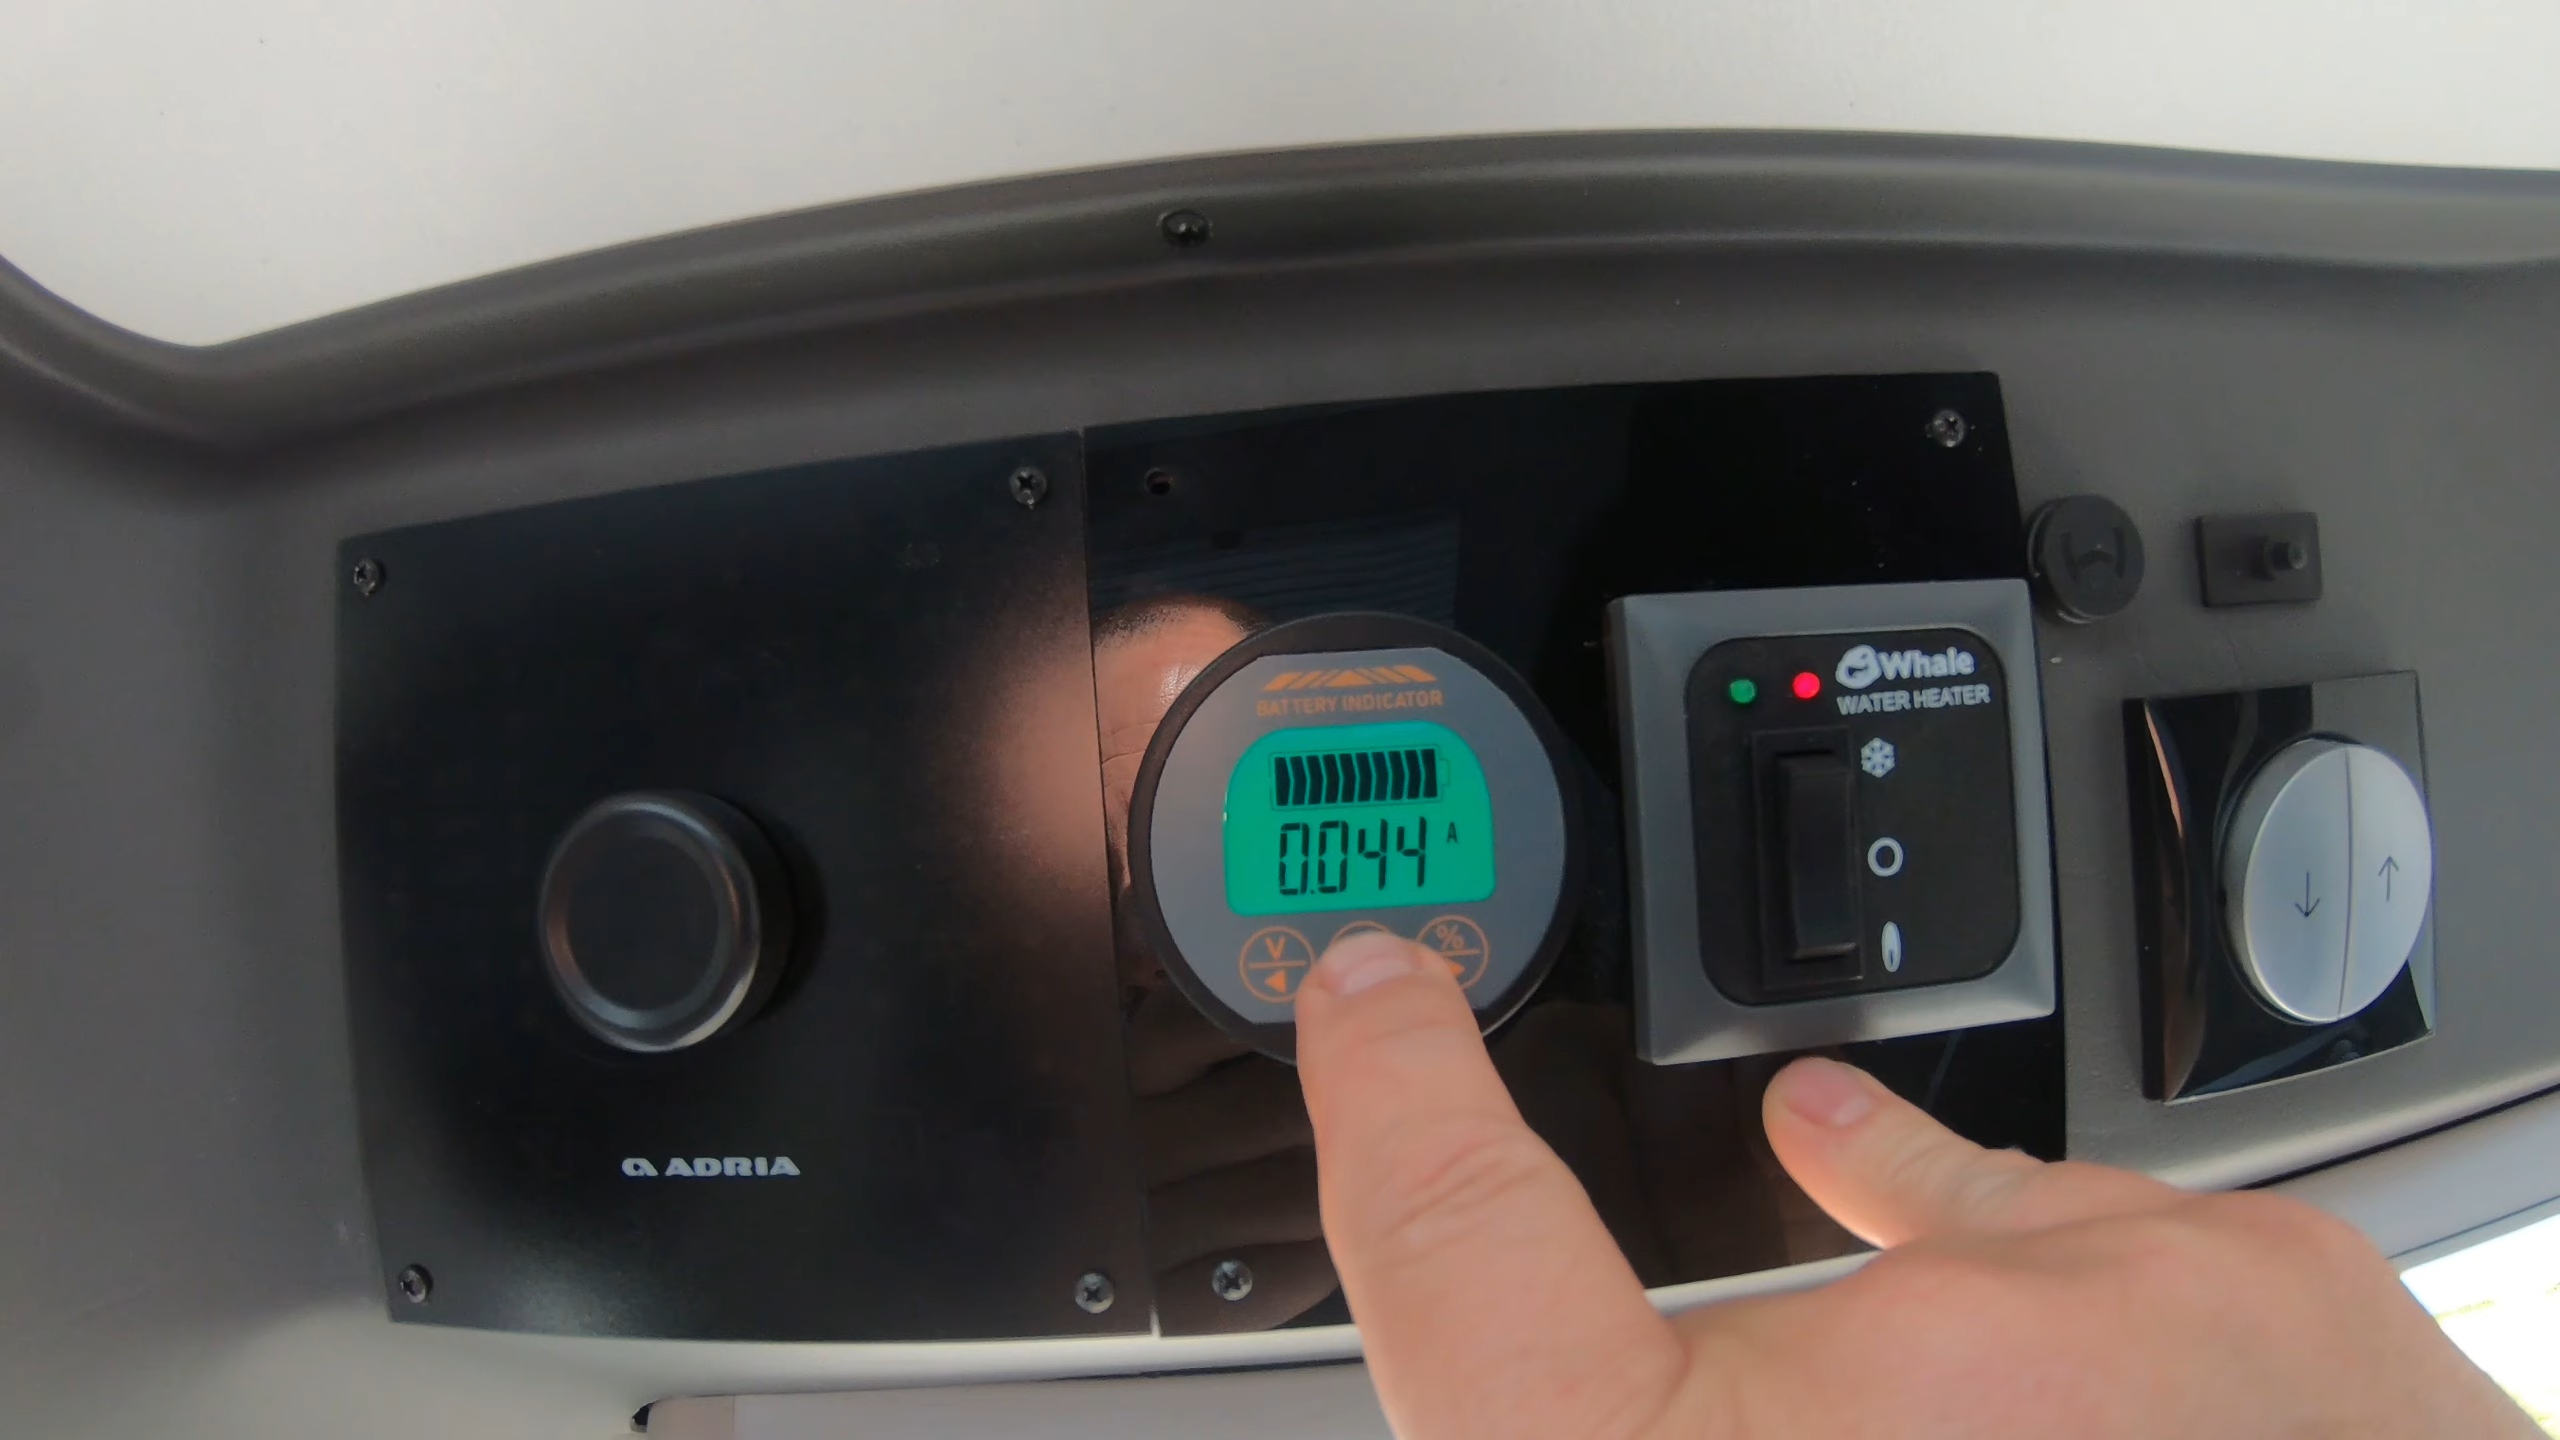 ADRIA
BATTERY INDICATOR
0.044 A
V
%
Whale
WATER HEATER